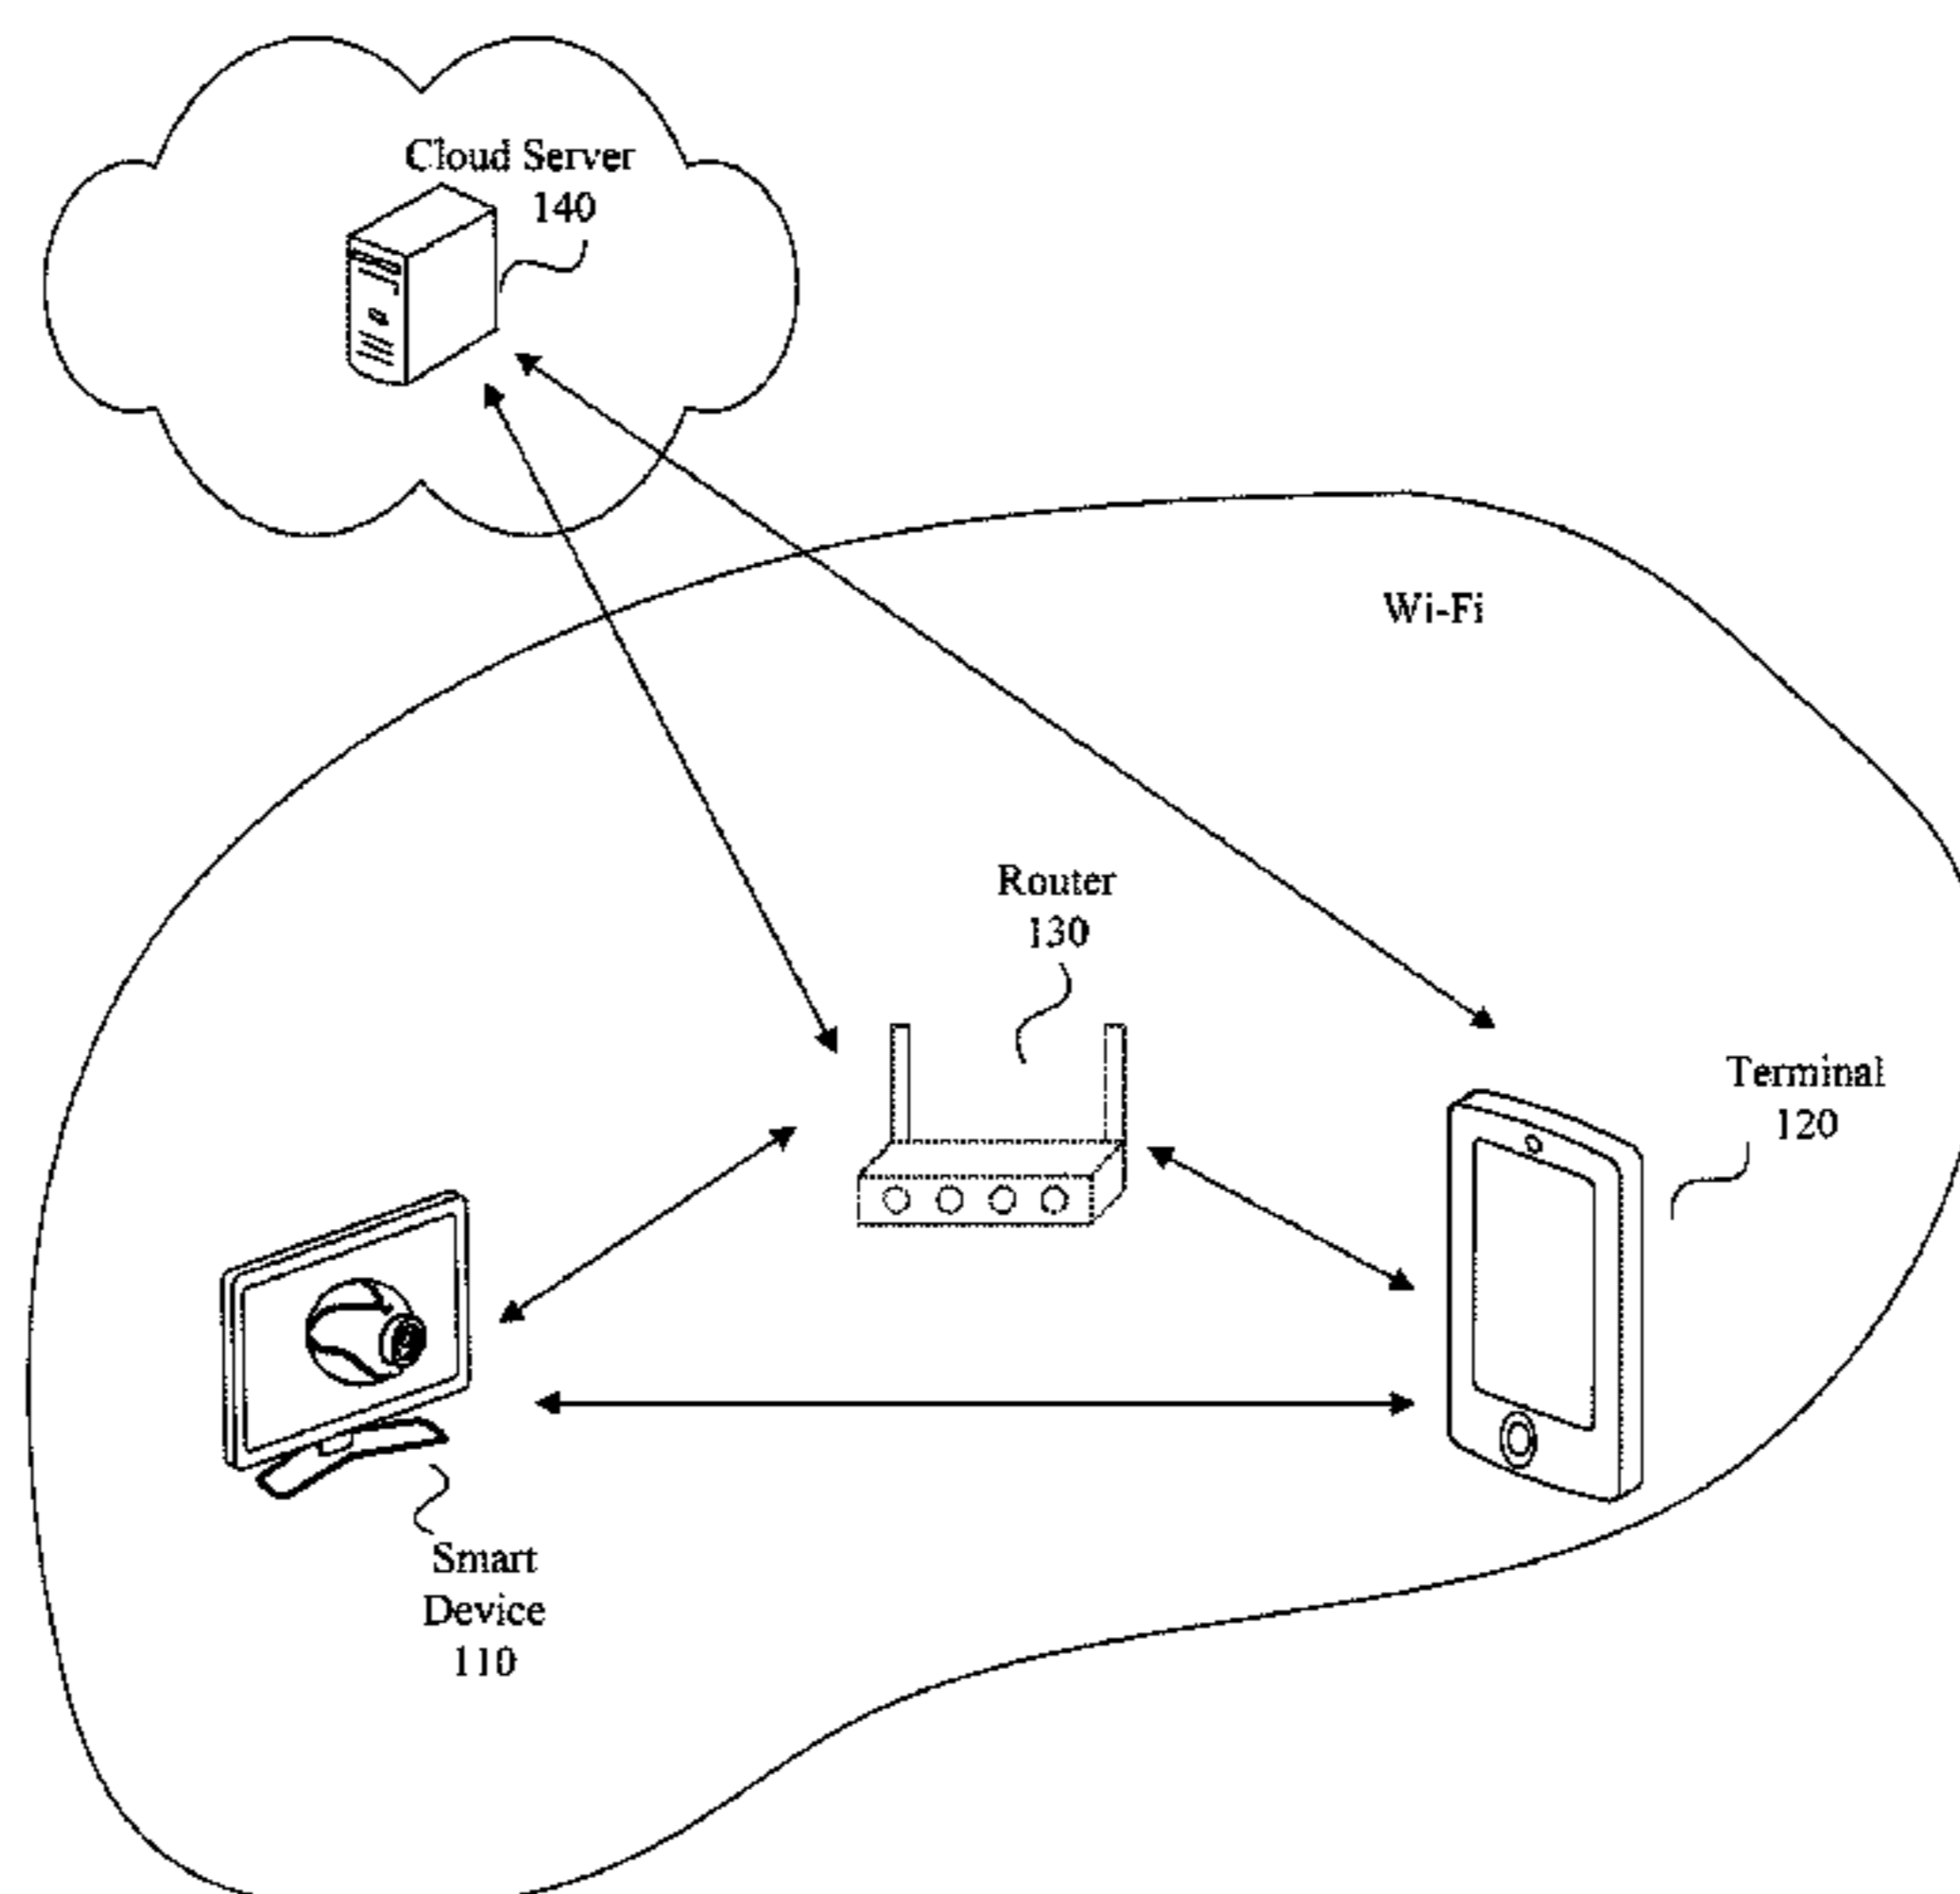 Cloud Server
140
Wi-Fi
Router
130
Terminal
120
Smart
Device
110